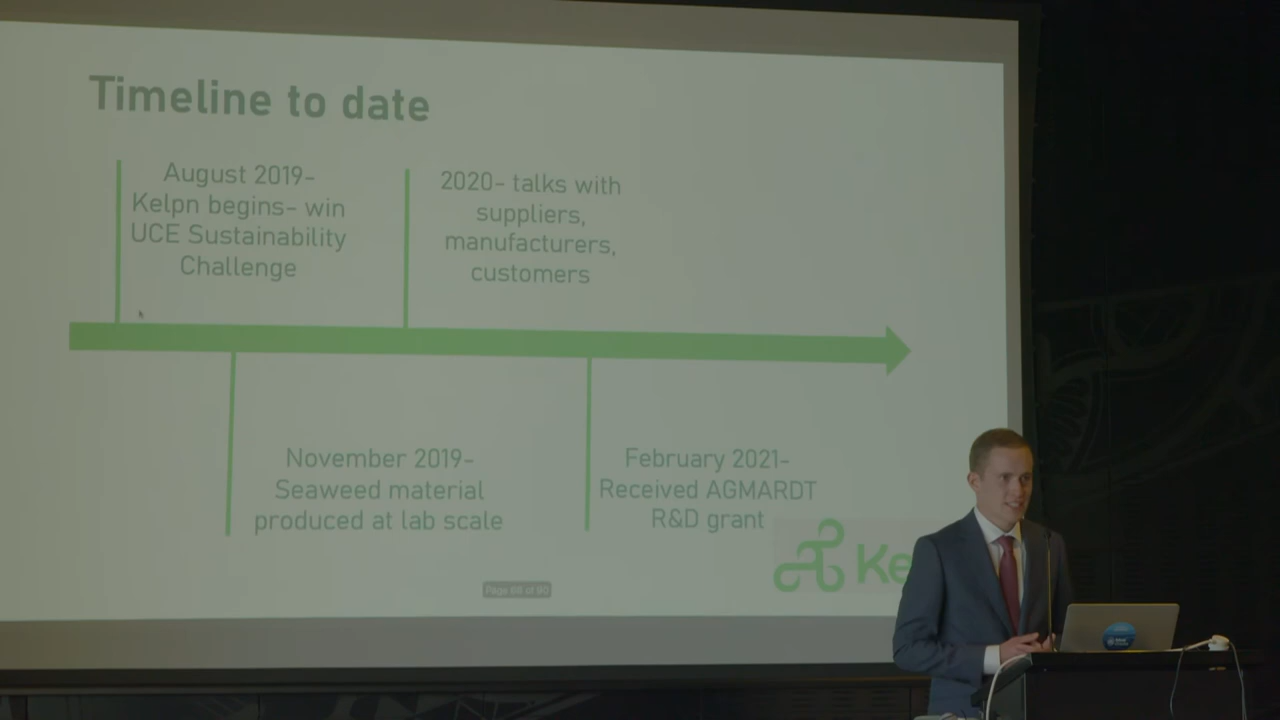 Timeline to date
August 2019-
Kelpn begins- win
UCE Sustainability
Challenge
2020- talks with
suppliers,
manufacturers,
customers
November 2019-
Seaweed material
produced at lab scale
February 2021-
Received AGMARDT
R&D grant
Ke